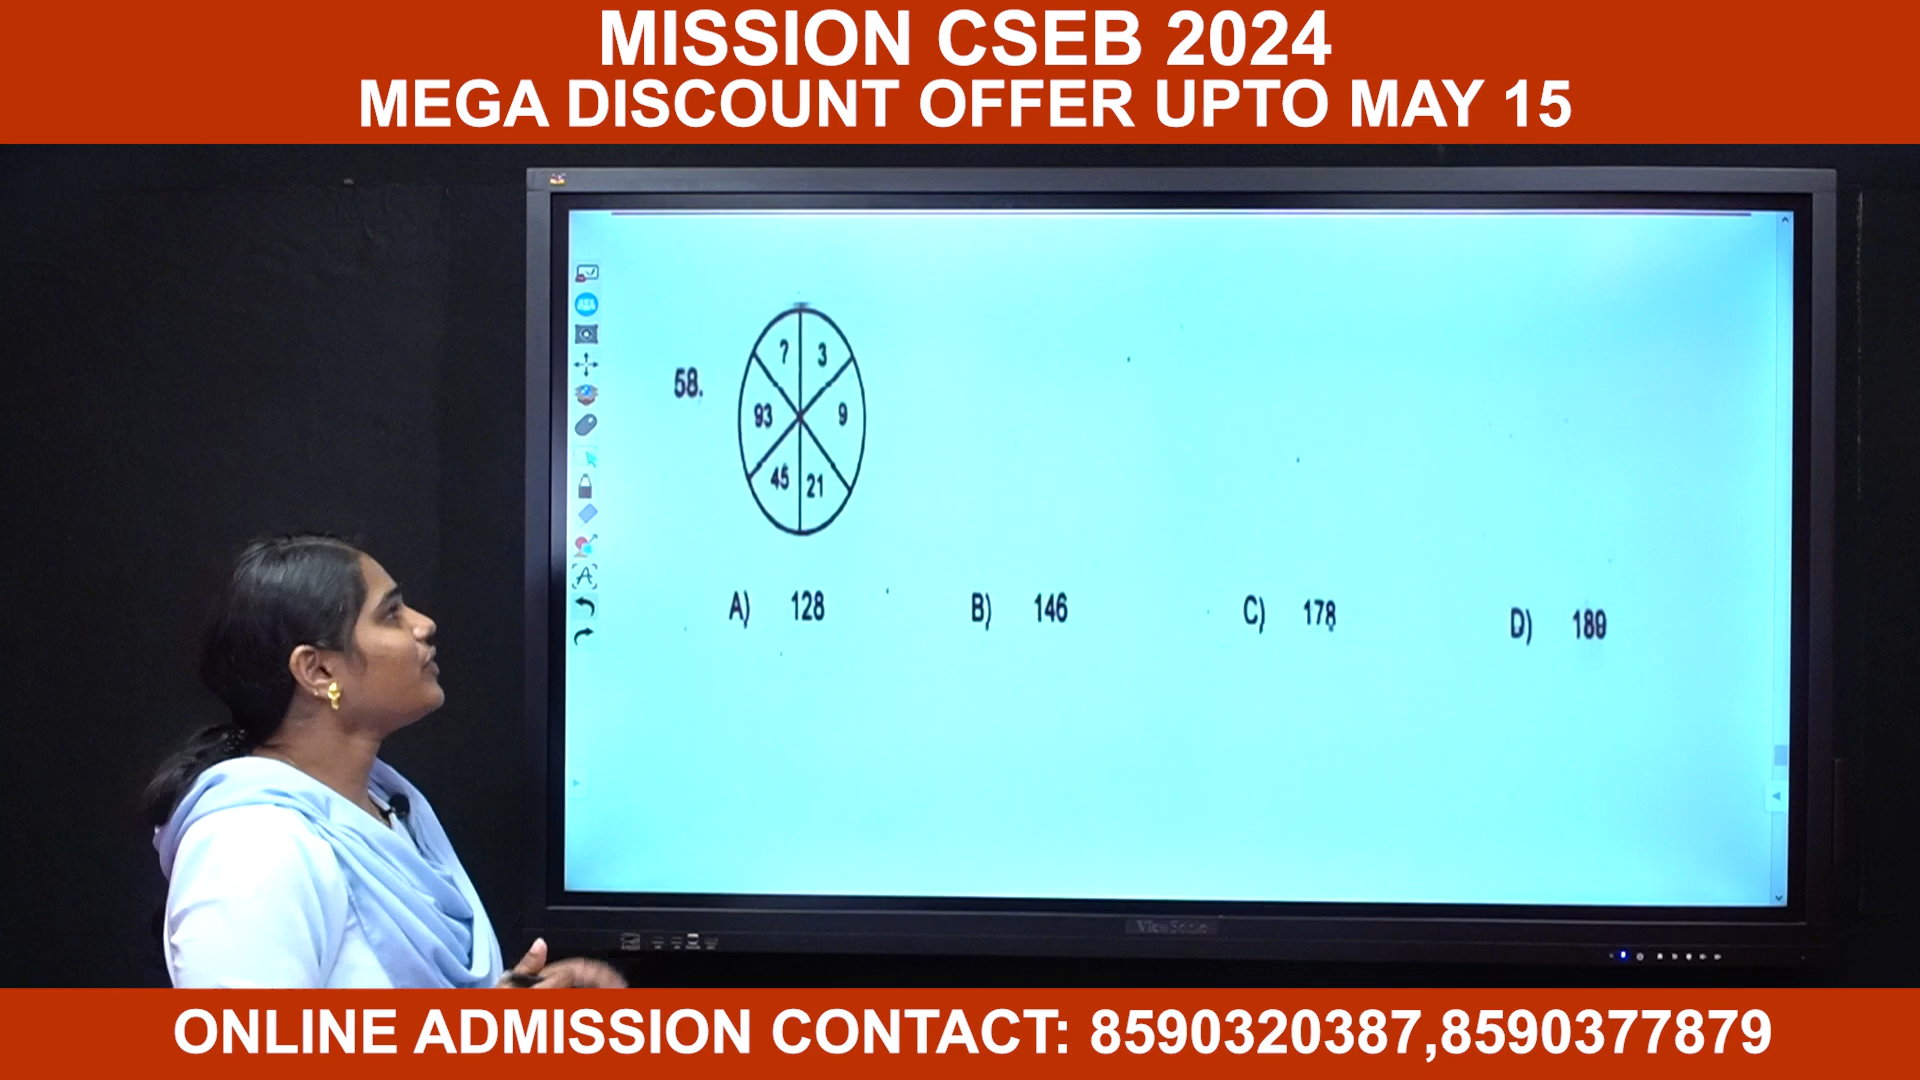 MISSION CSEB 2024
MEGA DISCOUNT OFFER UPTO MAY 15
58.
? 3
93 9
45 21
A) 128 B) 146 C) 178 D) 189
ViewSonic
ONLINE ADMISSION CONTACT: 8590320387,8590377879